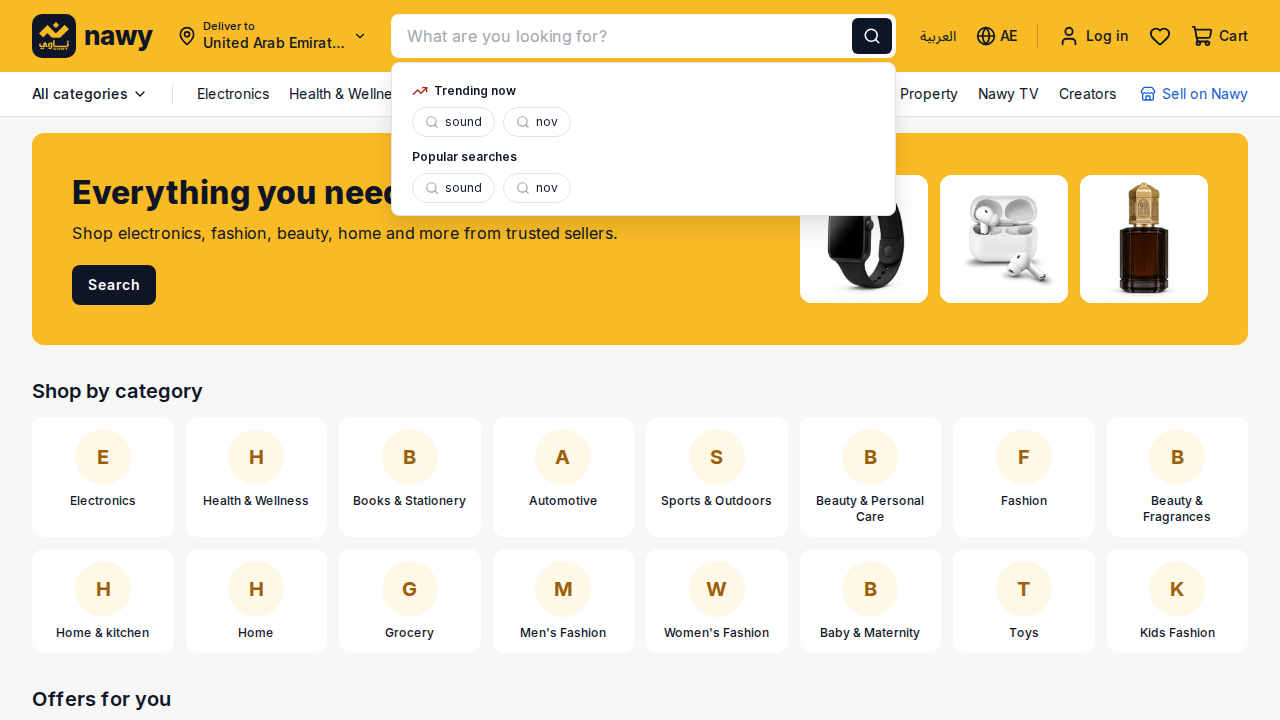 نـاوي
nawy
Deliver to
United Arab Emirat...
What are you looking for?
العربية
AE
Log in
Cart
All categories
Electronics
Health & Wellne
Property
Nawy TV
Creators
Sell on Nawy
Trending now
sound
nov
Popular searches
sound
nov
Everything you need
Shop electronics, fashion, beauty, home and more from trusted sellers.
Search
Shop by category
E
H
B
A
S
B
F
B
Electronics
Health & Wellness
Books & Stationery
Automotive
Sports & Outdoors
Beauty & Personal
Care
Fashion
Beauty &
Fragrances
H
H
G
M
W
B
T
K
Home & kitchen
Home
Grocery
Men's Fashion
Women's Fashion
Baby & Maternity
Toys
Kids Fashion
Offers for you